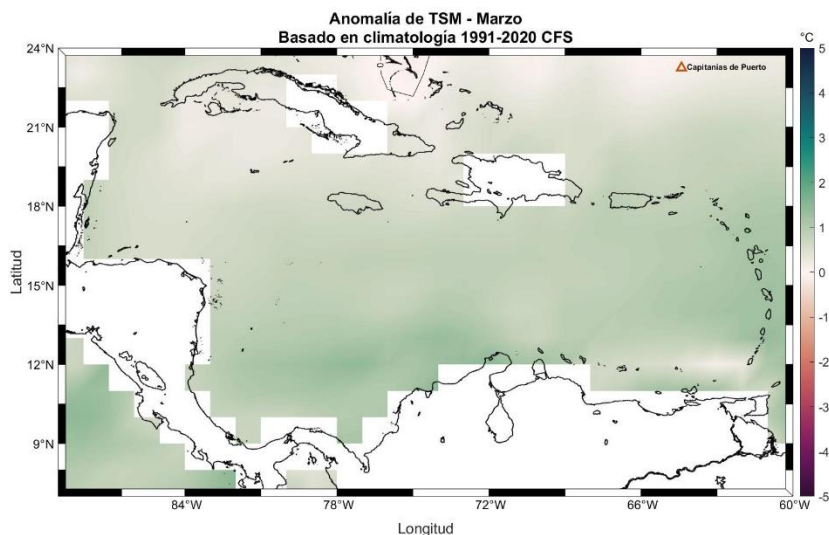 Anomalía de TSM - Marzo
Basado en climatología 1991-2020 CFS
24°N
21°N
18°N
15°N
12°N
9°N
Latitud
84°W
78°W
72°W
66°W
60°W
Longitud
Capitanías de Puerto
°C
5
4
3
2
1
0
-1
-2
-3
-4
-5